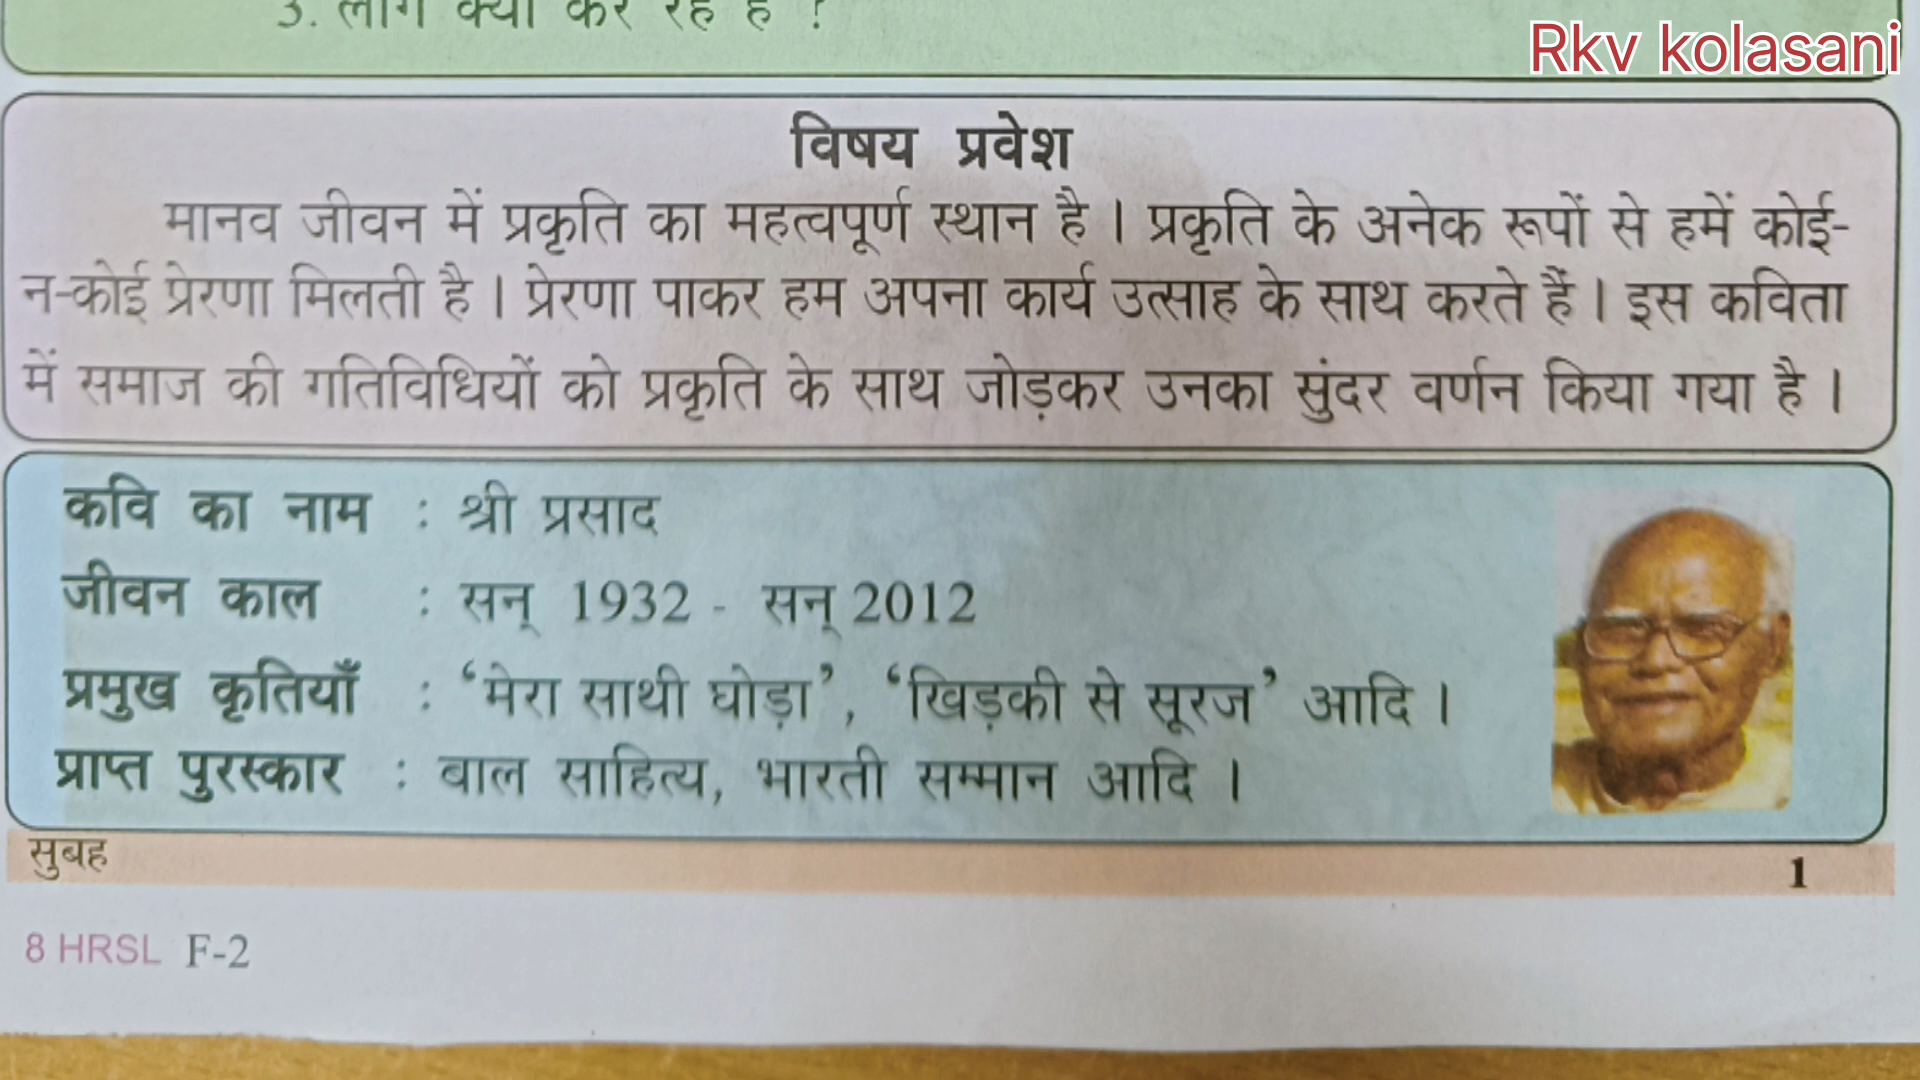 3. लोग क्या कर रहे हैं ?
Rkv kolasani
विषय प्रवेश
मानव जीवन में प्रकृति का महत्वपूर्ण स्थान है । प्रकृति के अनेक रूपों से हमें कोई-
न-कोई प्रेरणा मिलती है । प्रेरणा पाकर हम अपना कार्य उत्साह के साथ करते हैं । इस कविता
में समाज की गतिविधियों को प्रकृति के साथ जोड़कर उनका सुंदर वर्णन किया गया है ।
कवि का नाम : श्री प्रसाद
जीवन काल : सन् 1932 - सन् 2012
प्रमुख कृतियाँ : ‘मेरा साथी घोड़ा’, ‘खिड़की से सूरज’ आदि ।
प्राप्त पुरस्कार : बाल साहित्य, भारती सम्मान आदि ।
सुबह 1
8 HRSL F-2